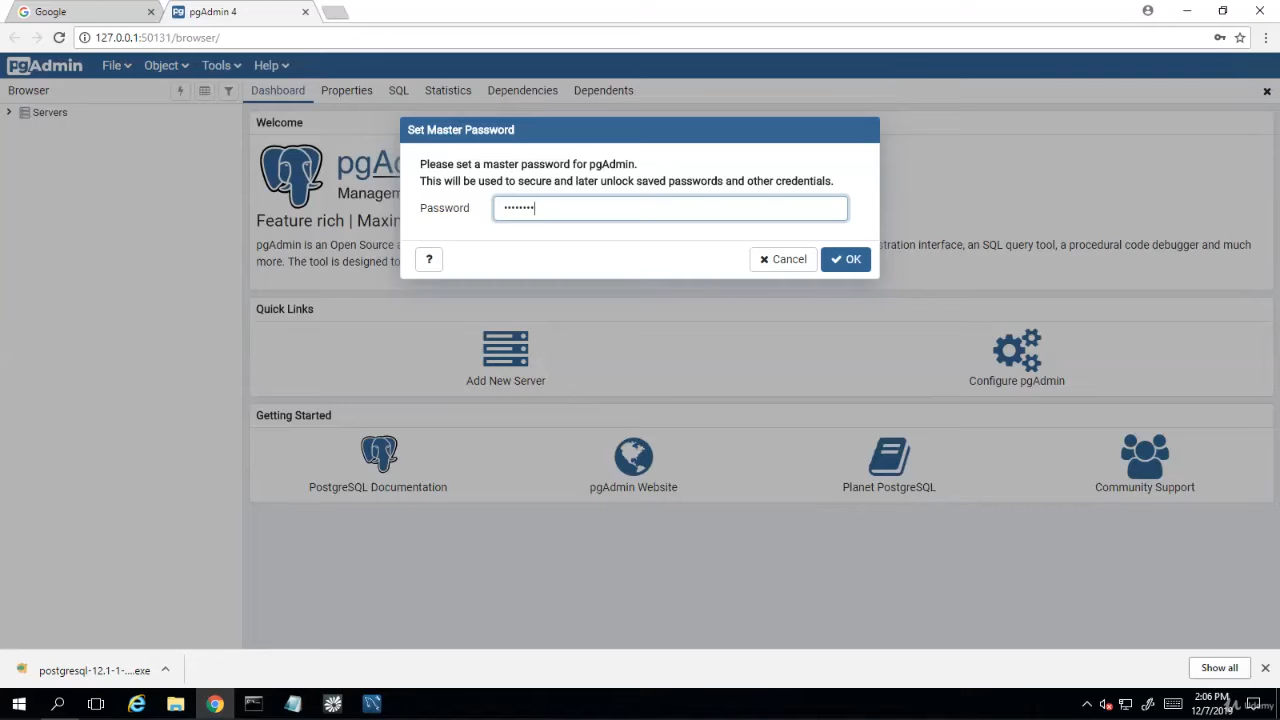 Google
pgAdmin 4
127.0.0.1:50131/browser/
pgAdmin
File
Object
Tools
Help
Browser
Dashboard
Properties
SQL
Statistics
Dependencies
Dependents
Servers
Welcome
Set Master Password
Please set a master password for pgAdmin.
This will be used to secure and later unlock saved passwords and other credentials.
Password
••••••••
?
Cancel
OK
pgA
Manage
Feature rich | Maxi
pgAdmin is an Open Source
stration interface, an SQL query tool, a procedural code debugger and much
more. The tool is designed to
Quick Links
Add New Server
Configure pgAdmin
Getting Started
PostgreSQL Documentation
pgAdmin Website
Planet PostgreSQL
Community Support
postgresql-12.1-1-....exe
Show all
2:06 PM
12/7/2019
Udemy